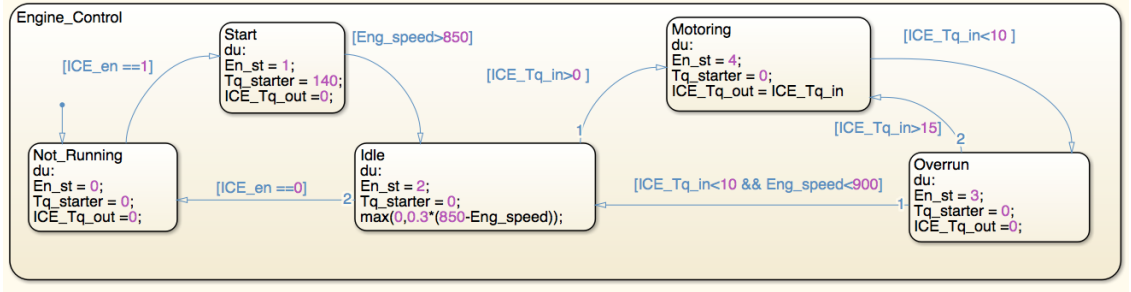 Engine_Control
Start
du:
En_st = 1;
Tq_starter = 140;
ICE_Tq_out =0;
[ICE_en ==1]
[Eng_speed>850]
Motoring
du:
En_st = 4;
Tq_starter = 0;
ICE_Tq_out = ICE_Tq_in
[ICE_Tq_in>0 ]
[ICE_Tq_in<10 ]
1
[ICE_Tq_in>15]
2
Not_Running
du:
En_st = 0;
Tq_starter = 0;
ICE_Tq_out =0;
[ICE_en ==0]
2
Idle
du:
En_st = 2;
Tq_starter = 0;
max(0,0.3*(850-Eng_speed));
[ICE_Tq_in<10 && Eng_speed<900]
1
Overrun
du:
En_st = 3;
Tq_starter = 0;
ICE_Tq_out =0;